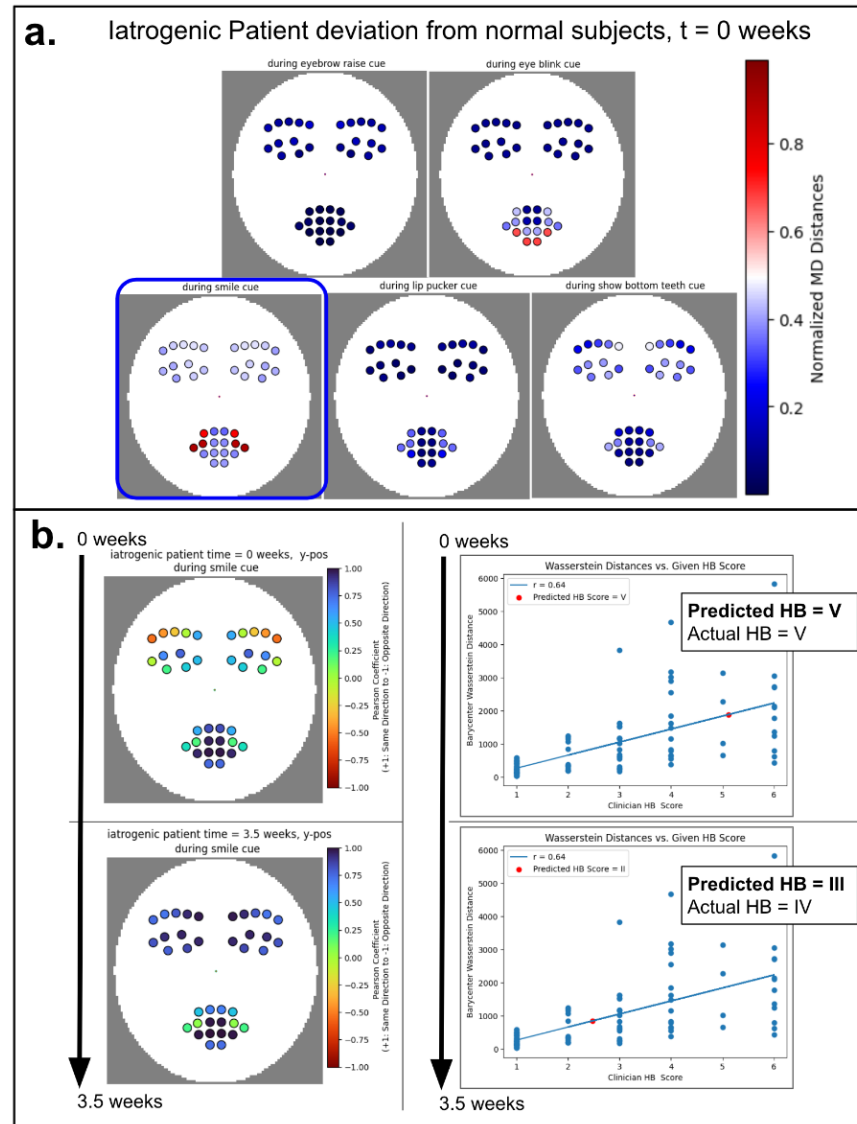 a. Iatrogenic Patient deviation from normal subjects, t = 0 weeks
during eyebrow raise cue
during eye blink cue
during smile cue
during lip pucker cue
during show bottom teeth cue
0.8
0.6
0.4
0.2
Normalized MD Distances
b.
0 weeks
iatrogenic patient time = 0 weeks, y-pos
during smile cue
1.00
0.75
0.50
0.25
0.00
−0.25
−0.50
−0.75
−1.00
Pearson Coefficient
(+1: Same Direction to -1: Opposite Direction)
iatrogenic patient time = 3.5 weeks, y-pos
during smile cue
1.00
0.75
0.50
0.25
0.00
−0.25
−0.50
−0.75
−1.00
Pearson Coefficient
(+1: Same Direction to -1: Opposite Direction)
3.5 weeks
0 weeks
Wasserstein Distances vs. Given HB Score
r = 0.64
Predicted HB Score = V
Predicted HB = V
Actual HB = V
6000
5000
4000
3000
2000
1000
0
Barycenter Wasserstein Distance
1 2 3 4 5 6
Clinician HB Score
Wasserstein Distances vs. Given HB Score
r = 0.64
Predicted HB Score = II
Predicted HB = III
Actual HB = IV
6000
5000
4000
3000
2000
1000
0
Barycenter Wasserstein Distance
1 2 3 4 5 6
Clinician HB Score
3.5 weeks